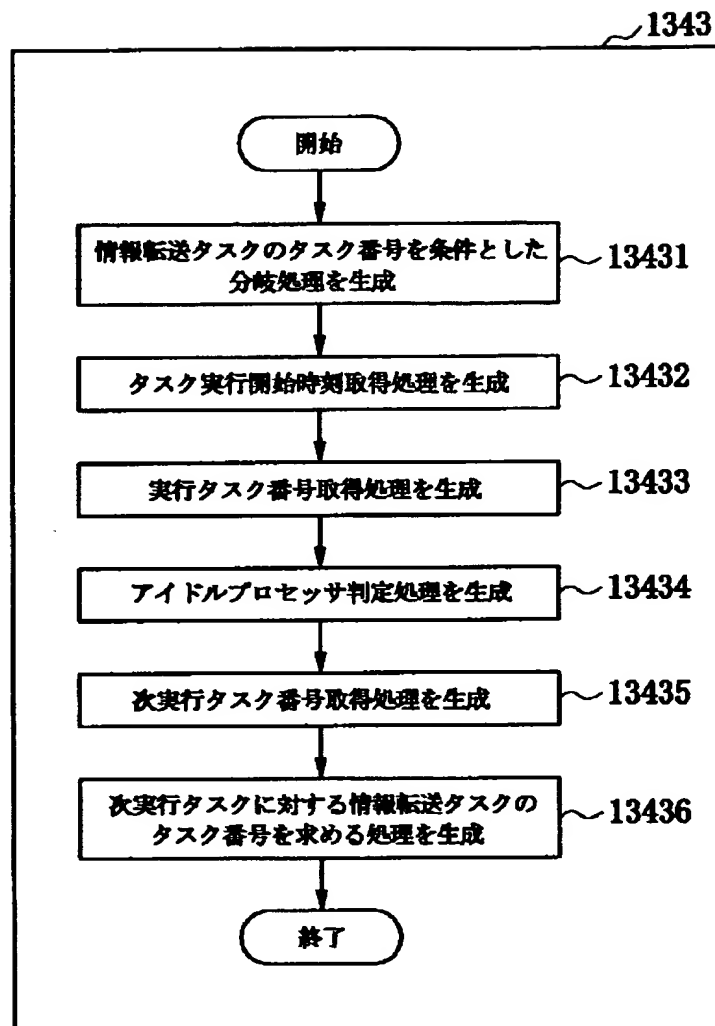 1343
開始
情報転送タスクのタスク番号を条件とした
分岐処理を生成
13431
タスク実行開始時刻取得処理を生成
13432
実行タスク番号取得処理を生成
13433
アイドルプロセッサ判定処理を生成
13434
次実行タスク番号取得処理を生成
13435
次実行タスクに対する情報転送タスクの
タスク番号を求める処理を生成
13436
終了